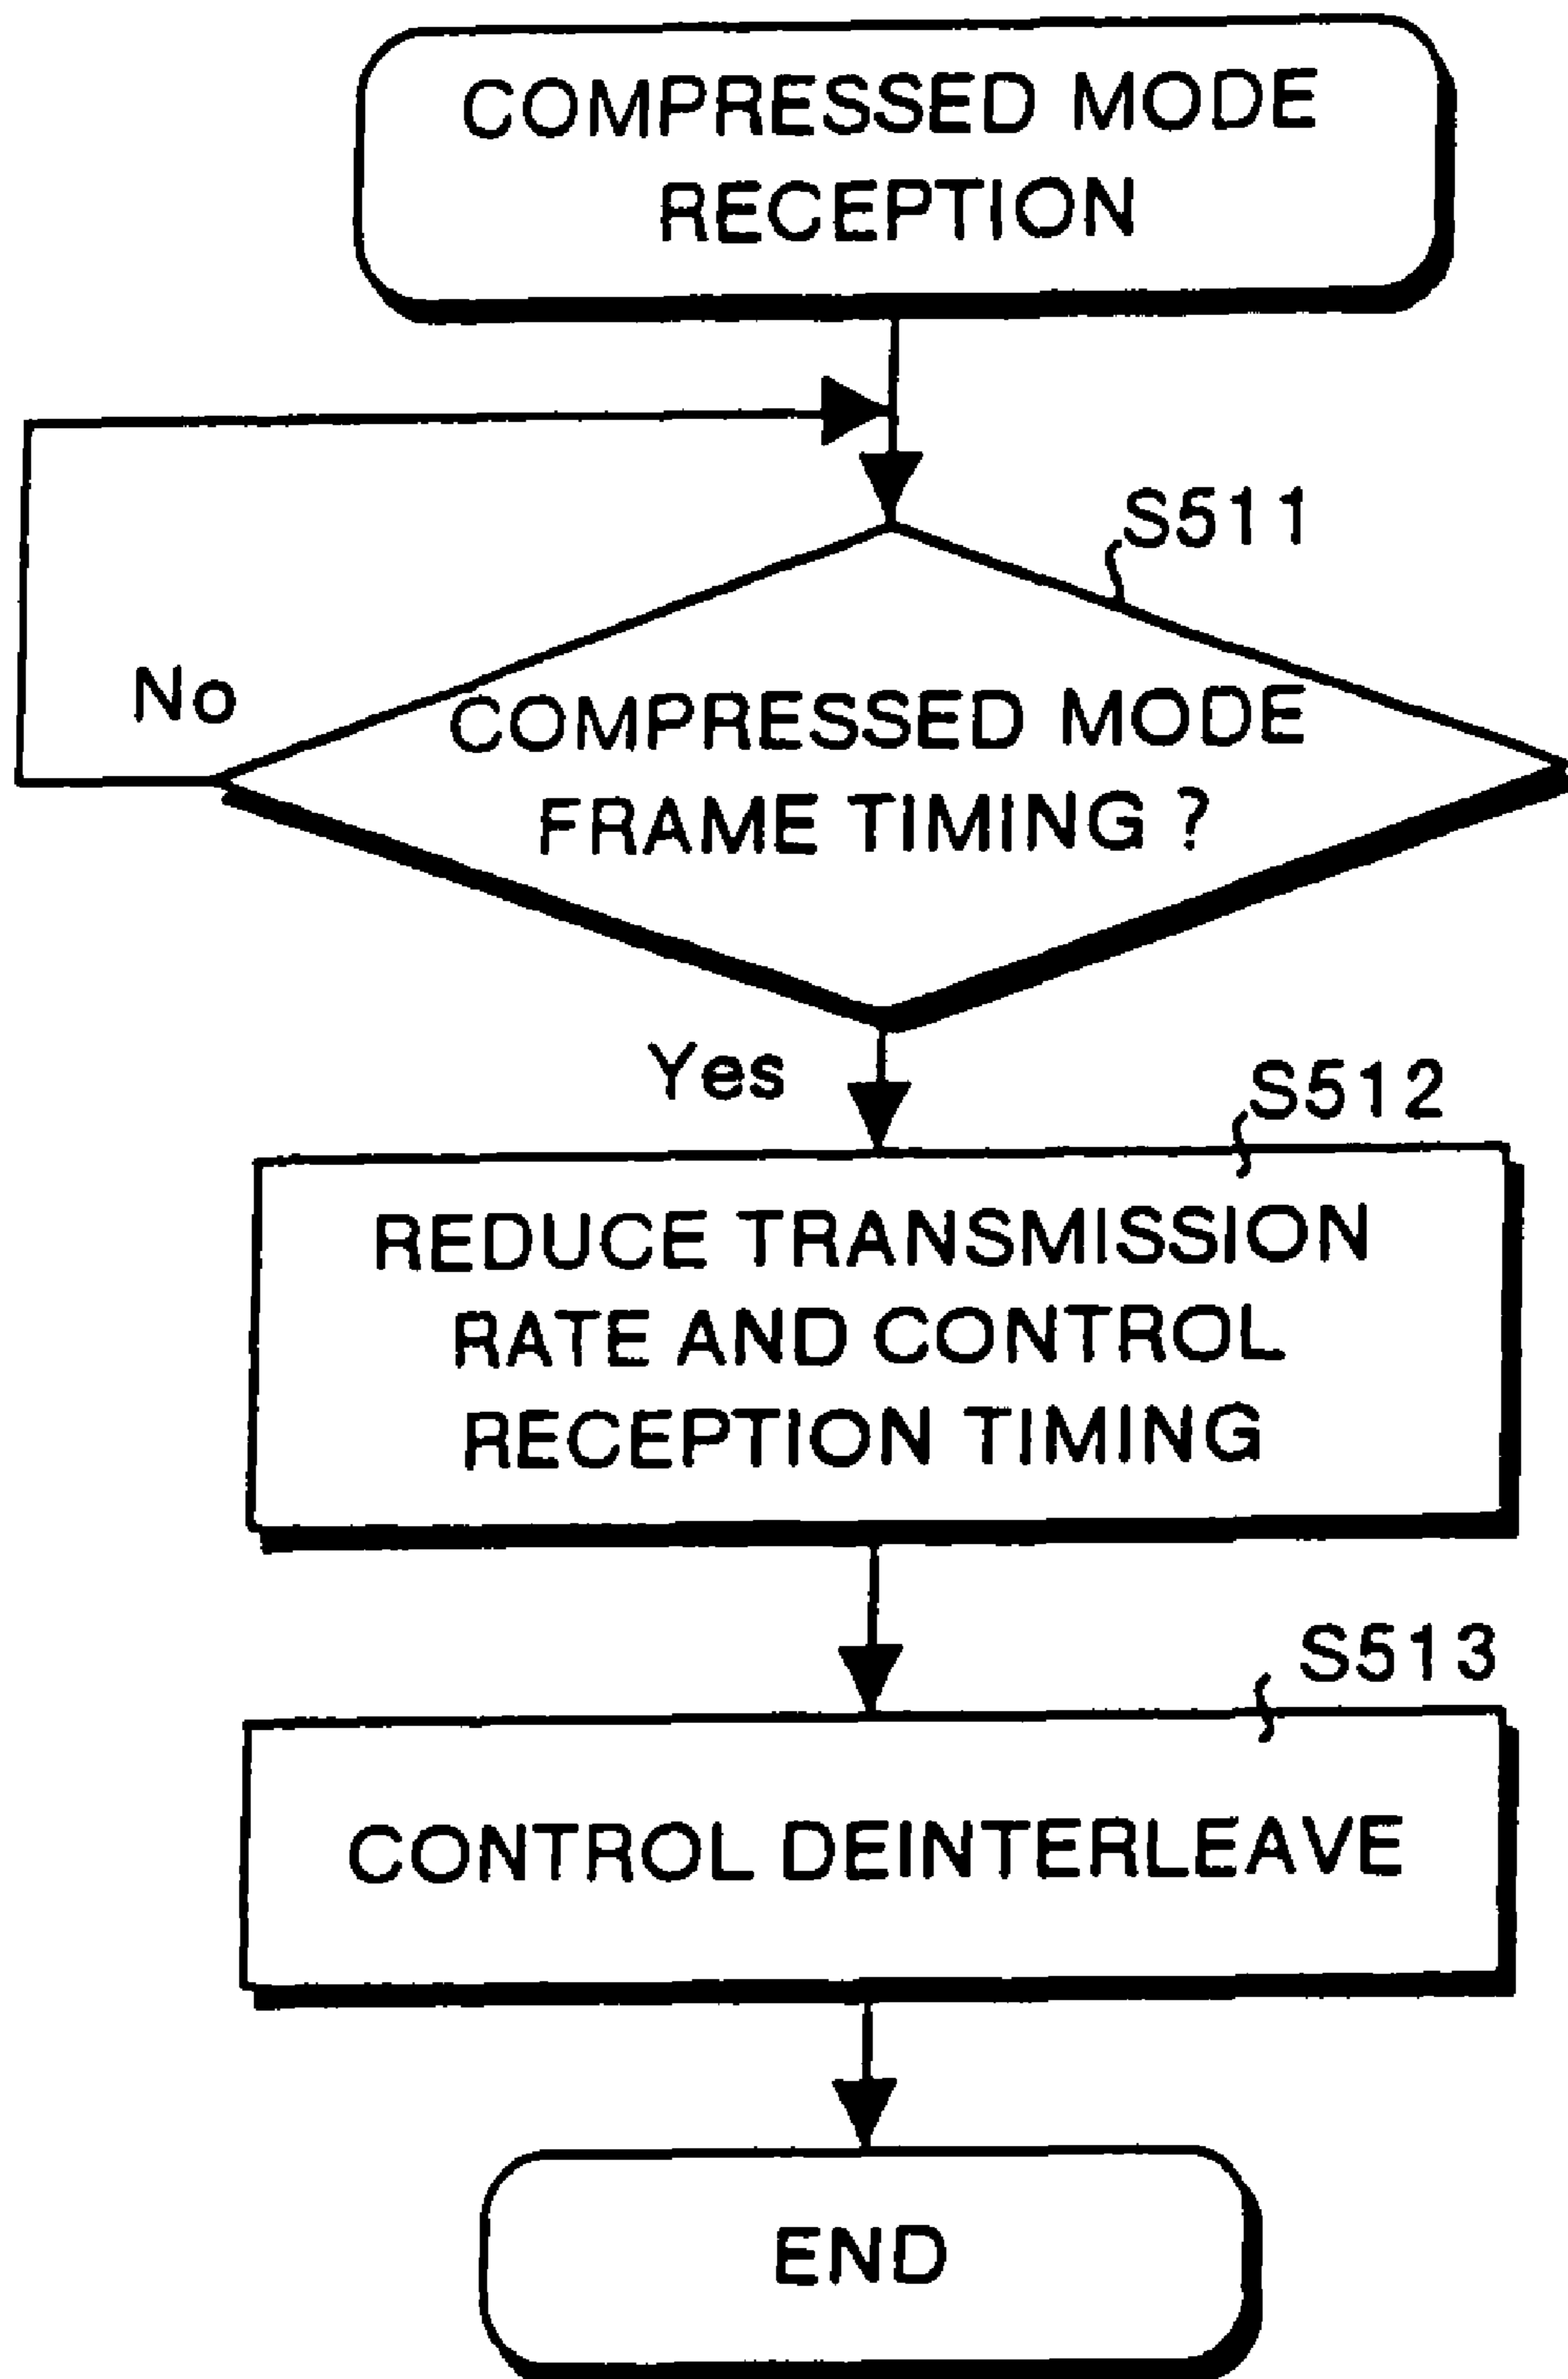 COMPRESSED MODE
RECEPTION
S511
No
COMPRESSED MODE
FRAME TIMING ?
Yes
S512
REDUCE TRANSMISSION
RATE AND CONTROL
RECEPTION TIMING
S513
CONTROL DEINTERLEAVE
END